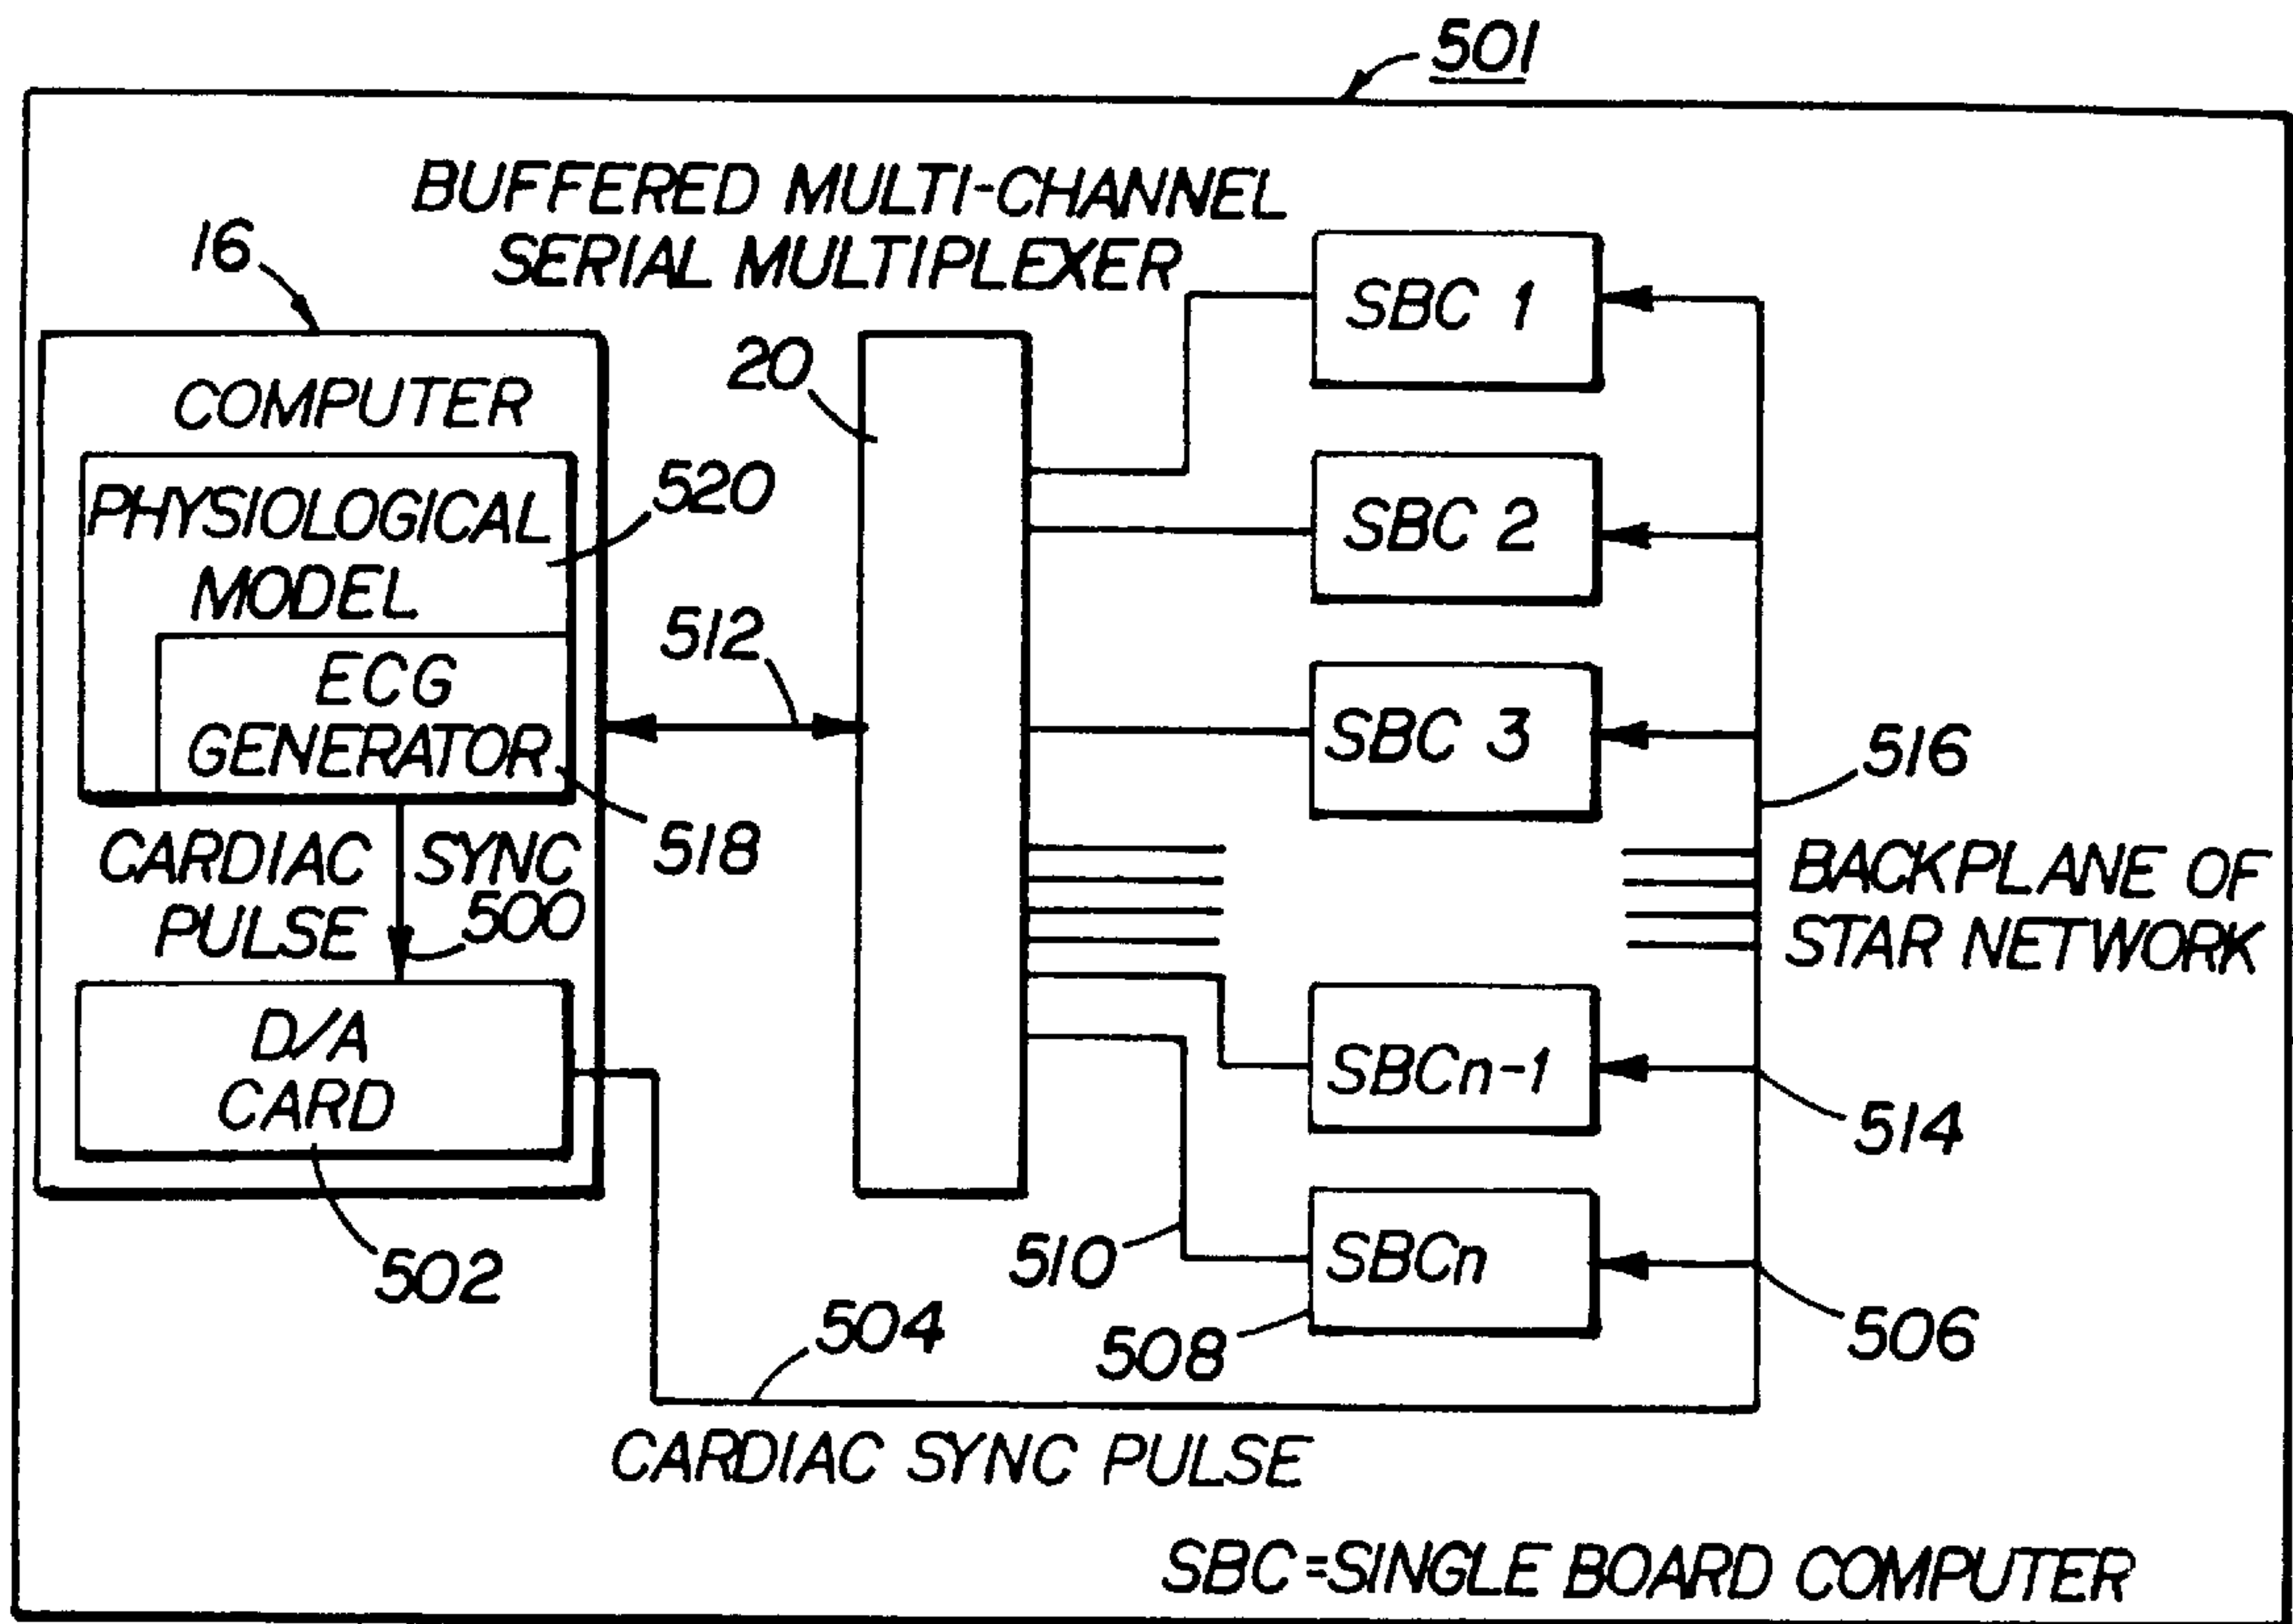 501
BUFFERED MULTI-CHANNEL
SERIAL MULTIPLEXER
16
20
COMPUTER
PHYSIOLOGICAL
MODEL
520
ECG
GENERATOR
518
512
CARDIAC SYNC
PULSE
500
D/A
CARD
502
504
CARDIAC SYNC PULSE
SBC 1
SBC 2
SBC 3
SBCn-1
SBCn
510
508
516
BACKPLANE OF
STAR NETWORK
514
506
SBC=SINGLE BOARD COMPUTER